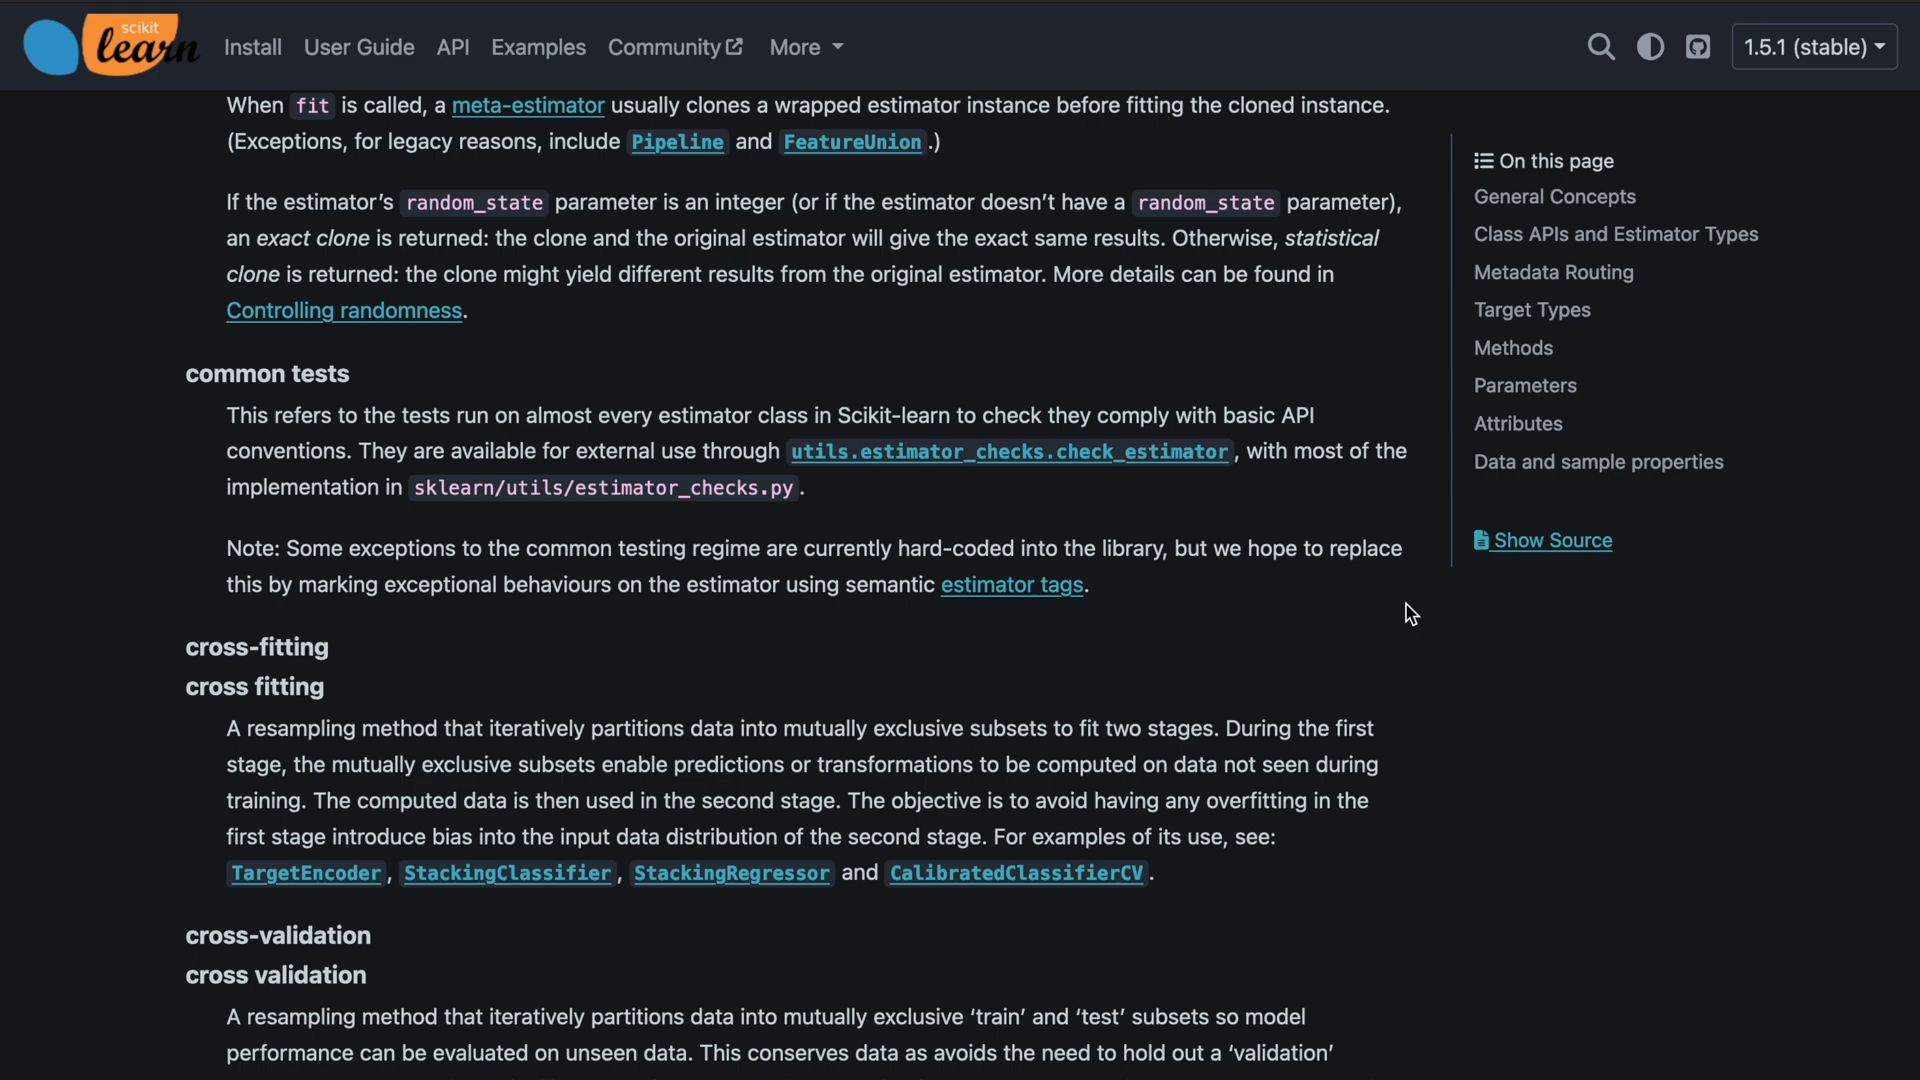 scikit
learn
Install User Guide API Examples Community More 1.5.1 (stable)
When fit is called, a meta-estimator usually clones a wrapped estimator instance before fitting the cloned instance.
(Exceptions, for legacy reasons, include Pipeline and FeatureUnion.)
If the estimator’s random_state parameter is an integer (or if the estimator doesn’t have a random_state parameter),
an exact clone is returned: the clone and the original estimator will give the exact same results. Otherwise, statistical
clone is returned: the clone might yield different results from the original estimator. More details can be found in
Controlling randomness.
common tests
This refers to the tests run on almost every estimator class in Scikit-learn to check they comply with basic API
conventions. They are available for external use through utils.estimator_checks.check_estimator, with most of the
implementation in sklearn/utils/estimator_checks.py.
Note: Some exceptions to the common testing regime are currently hard-coded into the library, but we hope to replace
this by marking exceptional behaviours on the estimator using semantic estimator tags.
cross-fitting
cross fitting
A resampling method that iteratively partitions data into mutually exclusive subsets to fit two stages. During the first
stage, the mutually exclusive subsets enable predictions or transformations to be computed on data not seen during
training. The computed data is then used in the second stage. The objective is to avoid having any overfitting in the
first stage introduce bias into the input data distribution of the second stage. For examples of its use, see:
TargetEncoder, StackingClassifier, StackingRegressor and CalibratedClassifierCV.
cross-validation
cross validation
A resampling method that iteratively partitions data into mutually exclusive ‘train’ and ‘test’ subsets so model
performance can be evaluated on unseen data. This conserves data as avoids the need to hold out a ‘validation’
On this page
General Concepts
Class APIs and Estimator Types
Metadata Routing
Target Types
Methods
Parameters
Attributes
Data and sample properties
Show Source